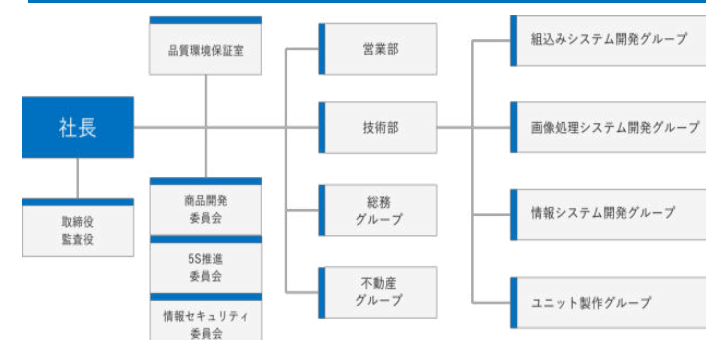 品質環境保証室
営業部
組込みシステム開発グループ
社長
技術部
画像処理システム開発グループ
取締役
監査役
商品開発
委員会
総務
グループ
情報システム開発グループ
5S推進
委員会
不動産
グループ
ユニット製作グループ
情報セキュリティ
委員会